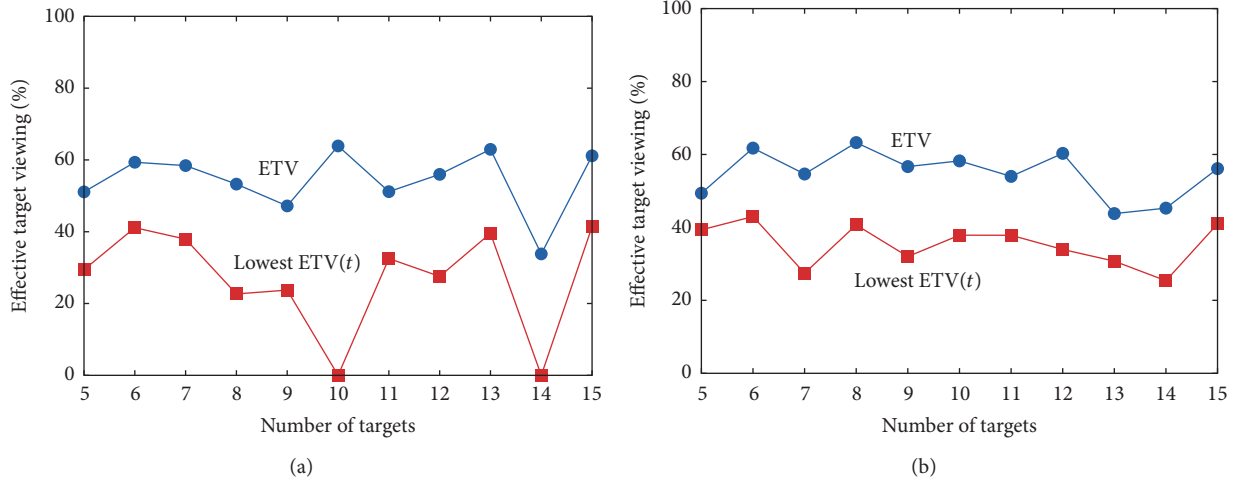 100
80
60
40
20
0
Effective target viewing (%)
ETV
Lowest ETV(t)
5 6 7 8 9 10 11 12 13 14 15
Number of targets
(a)
100
80
60
40
20
0
Effective target viewing (%)
ETV
Lowest ETV(t)
5 6 7 8 9 10 11 12 13 14 15
Number of targets
(b)